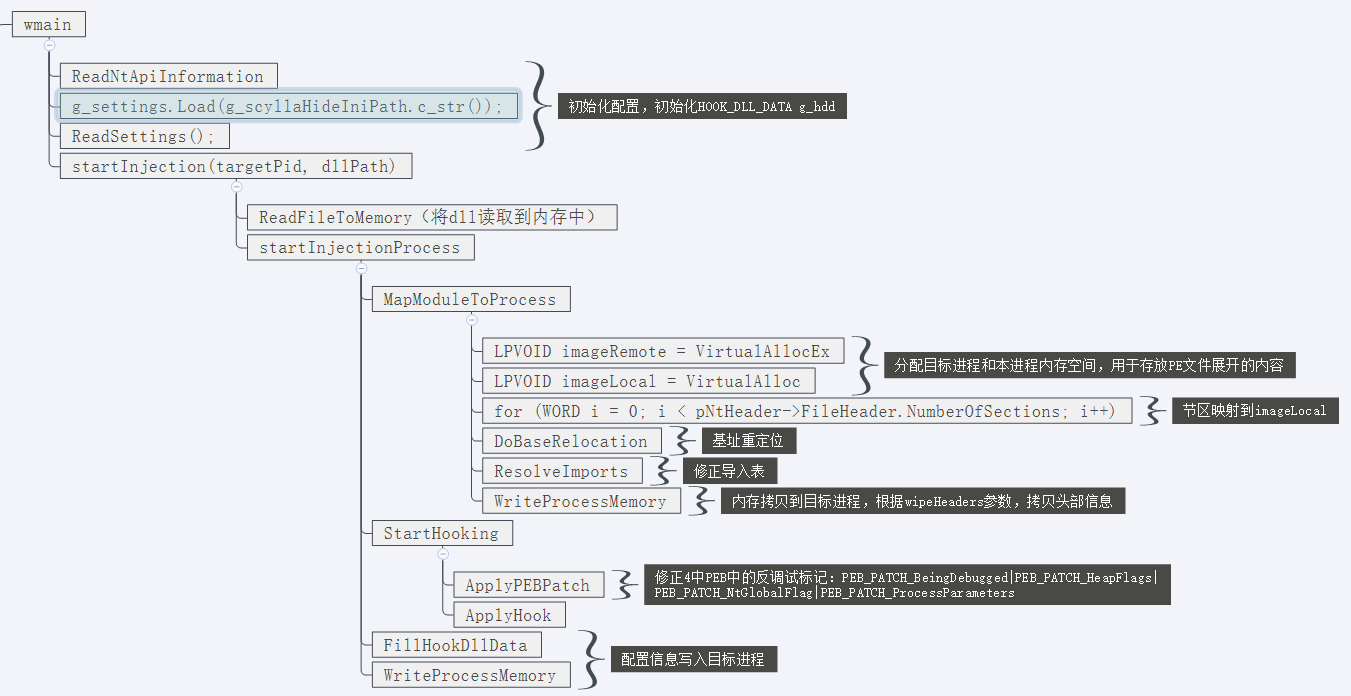 wmain
ReadNtApiInformation
g_settings.Load(g_scyllaHideIniPath.c_str());
初始化配置，初始化HOOK_DLL_DATA g_hdd
ReadSettings();
startInjection(targetPid, dllPath)
ReadFileToMemory（将dll读取到内存中）
startInjectionProcess
MapModuleToProcess
LPVOID imageRemote = VirtualAllocEx
分配目标进程和本进程内存空间，用于存放PE文件展开的内容
LPVOID imageLocal = VirtualAlloc
for (WORD i = 0; i < pNtHeader->FileHeader.NumberOfSections; i++)
节区映射到imageLocal
DoBaseRelocation
基址重定位
ResolveImports
修正导入表
WriteProcessMemory
内存拷贝到目标进程，根据wipeHeaders参数，拷贝头部信息
StartHooking
ApplyPEBPatch
修正4中PEB中的反调试标记：PEB_PATCH_BeingDebugged|PEB_PATCH_HeapFlags|
PEB_PATCH_NtGlobalFlag|PEB_PATCH_ProcessParameters
ApplyHook
FillHookDllData
配置信息写入目标进程
WriteProcessMemory